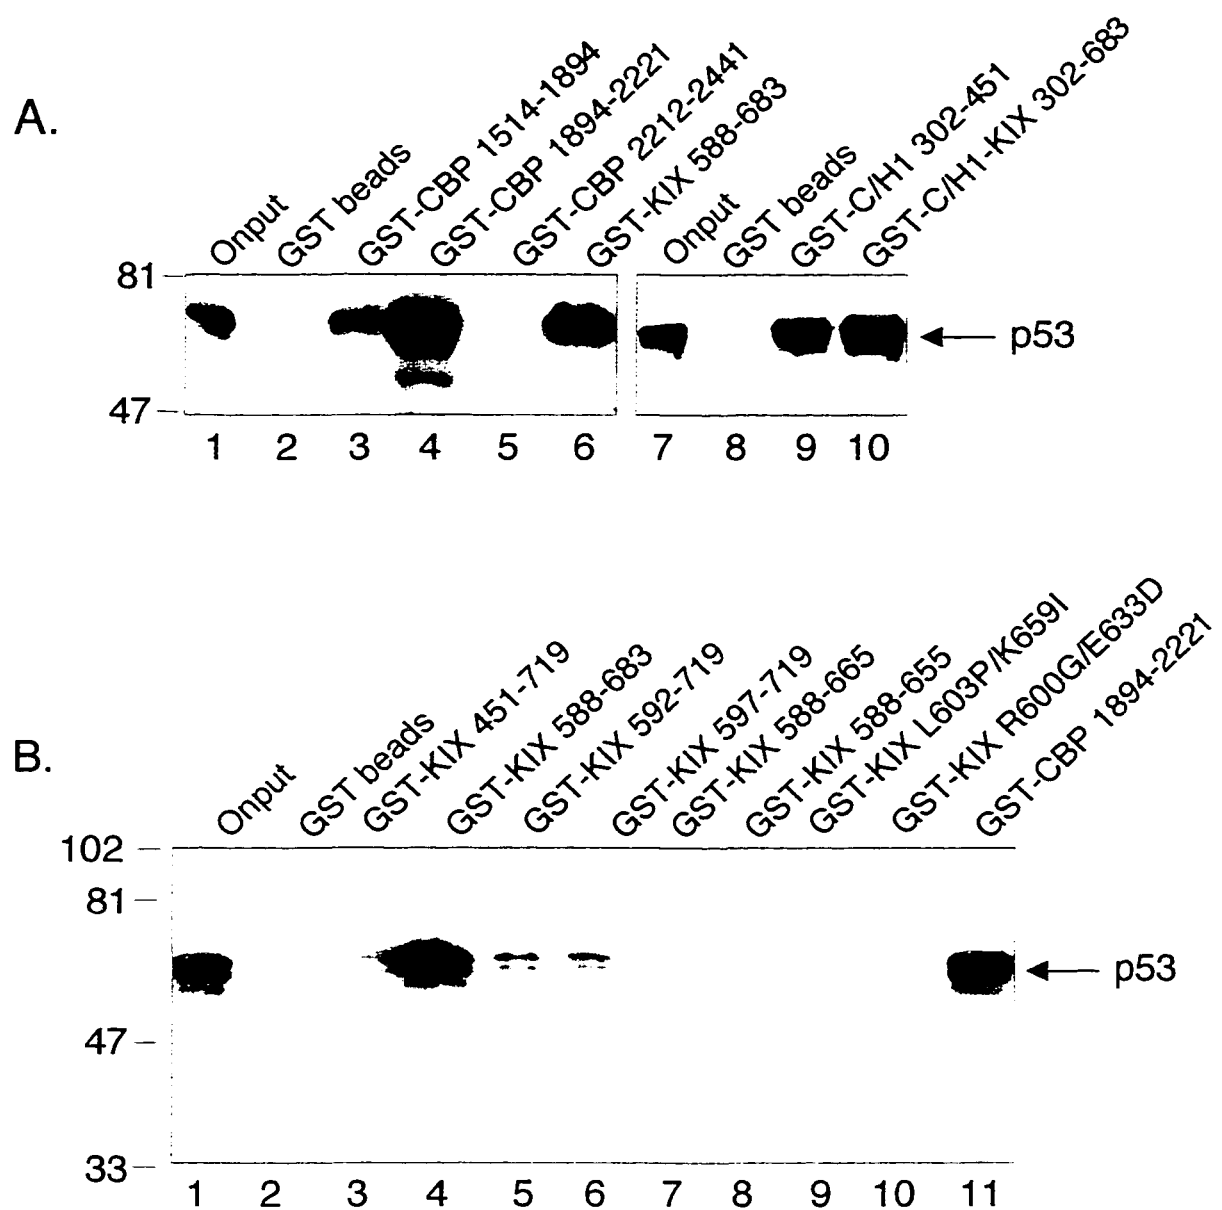 A.
Onput
GST beads
GST-CBP 1514-1894
GST-CBP 1894-2221
GST-CBP 2212-2441
GST-KIX 588-683
Onput
GST beads
GST-C/H1 302-451
GST-C/H1-KIX 302-683
81
47
p53
1 2 3 4 5 6 7 8 9 10
B.
Onput
GST beads
GST-KIX 451-719
GST-KIX 588-683
GST-KIX 592-719
GST-KIX 597-719
GST-KIX 588-665
GST-KIX 588-655
GST-KIX L603P/K659I
GST-KIX R600G/E633D
GST-CBP 1894-2221
102
81
p53
47
33
1 2 3 4 5 6 7 8 9 10 11